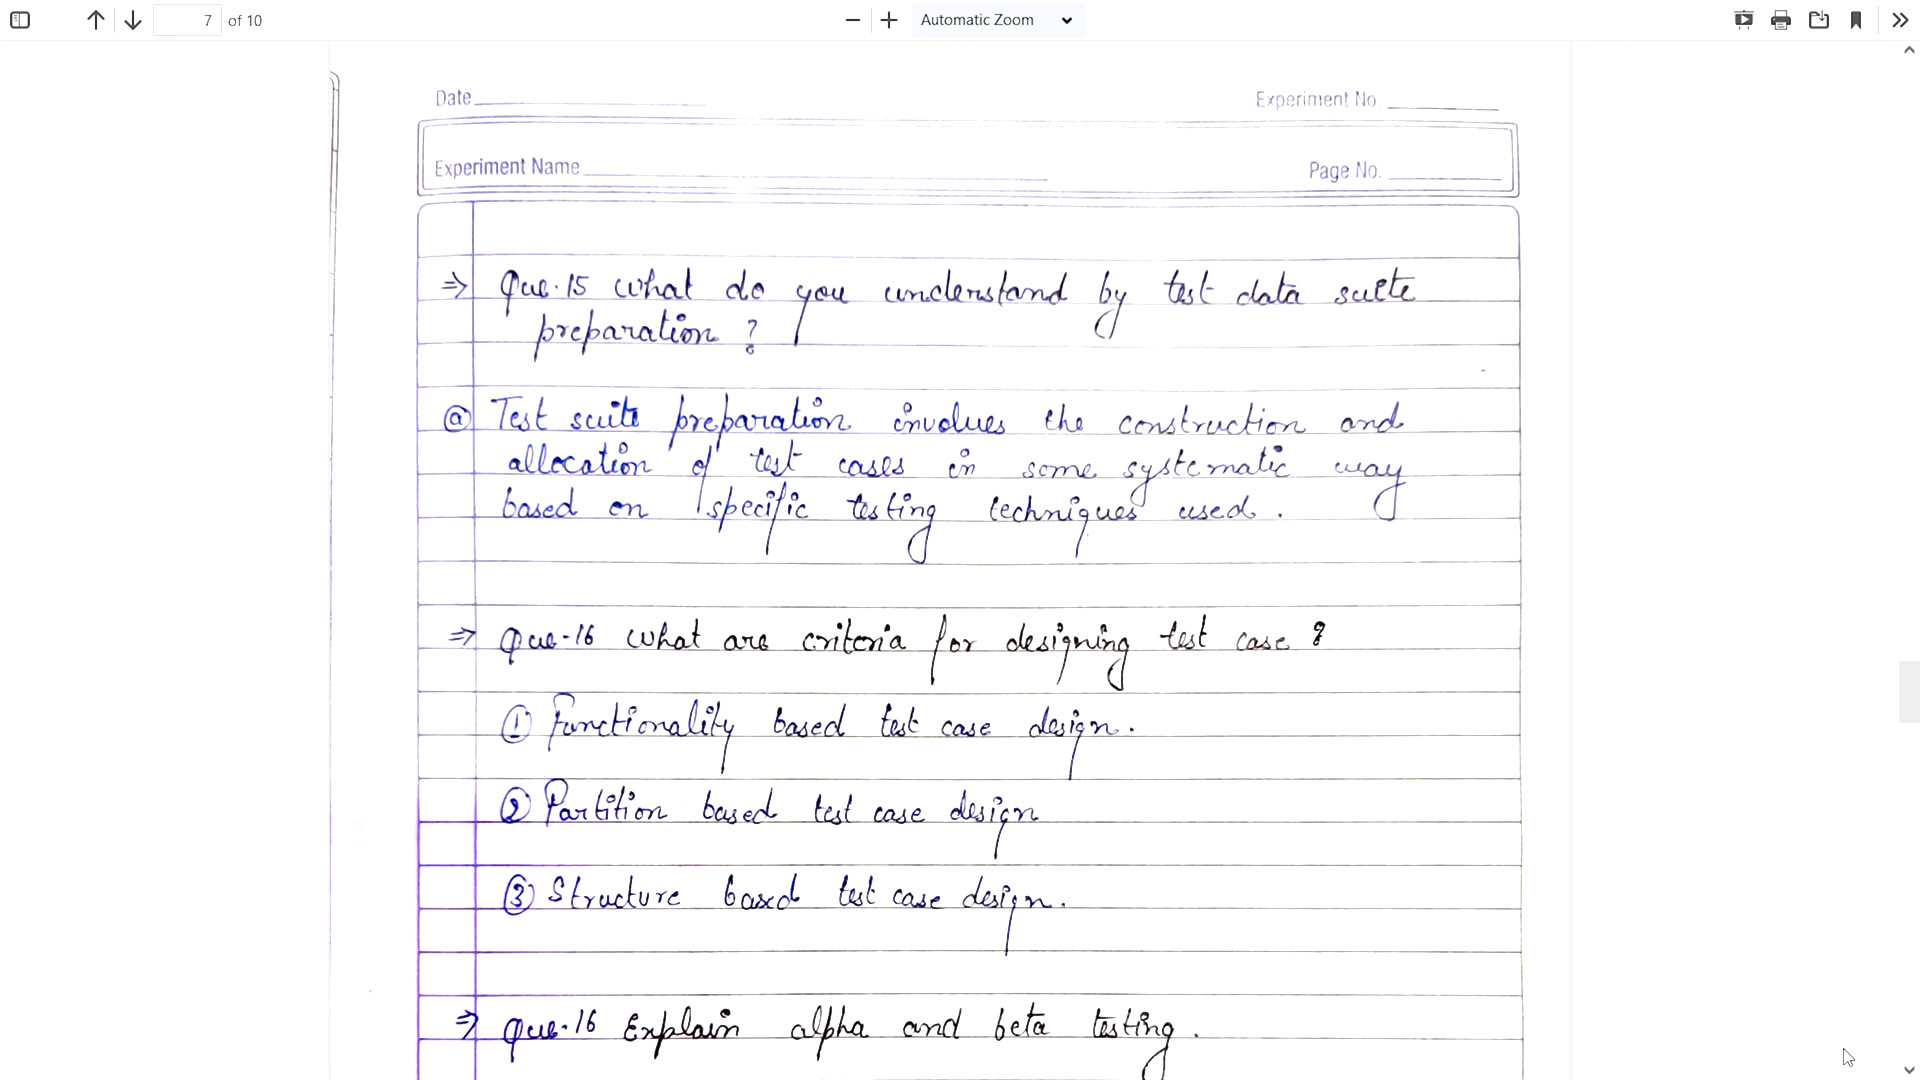 7 of 10 Automatic Zoom
Date
Experiment No.
Experiment Name
Page No.
⇒ Que.15 What do you understand by test data suite
preparation ?
@ Test suite preparation involves the construction and
allocation of test cases in some systematic way
based on specific testing techniques used.
⇒ Que-16 What are criteria for designing test case ?
① Functionality based test case design.
② Partition based test case design
③ Structure based test case design.
⇒ Que-16 Explain alpha and beta testing.